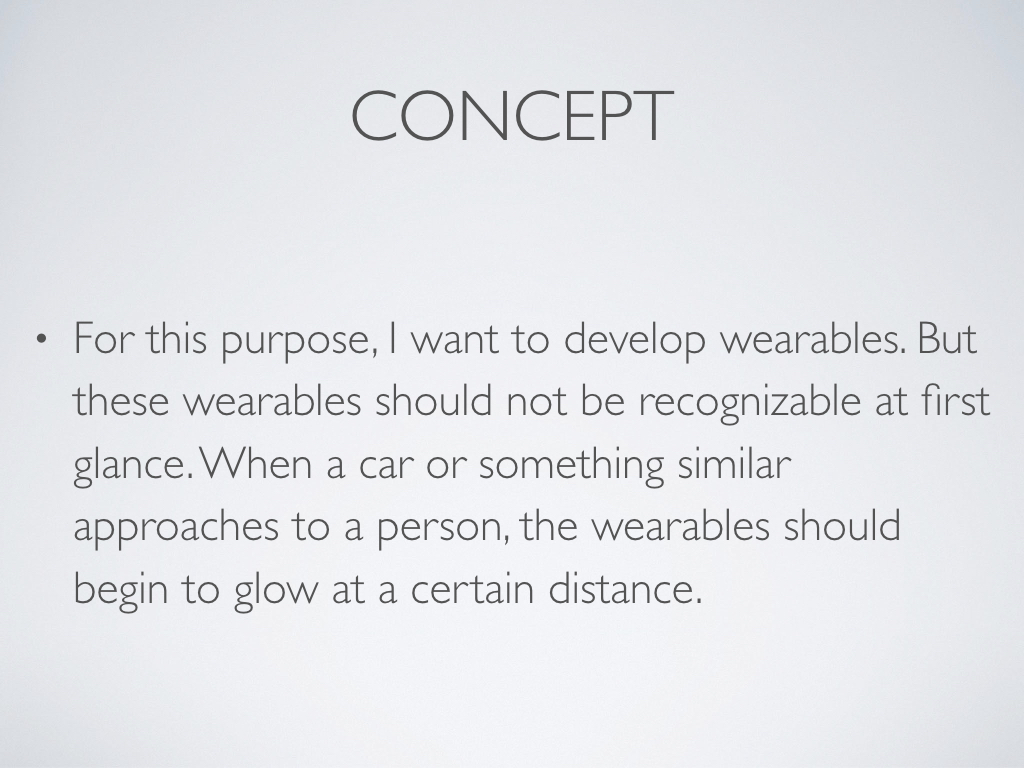 CONCEPT
• For this purpose, I want to develop wearables. But
these wearables should not be recognizable at first
glance. When a car or something similar
approaches to a person, the wearables should
begin to glow at a certain distance.